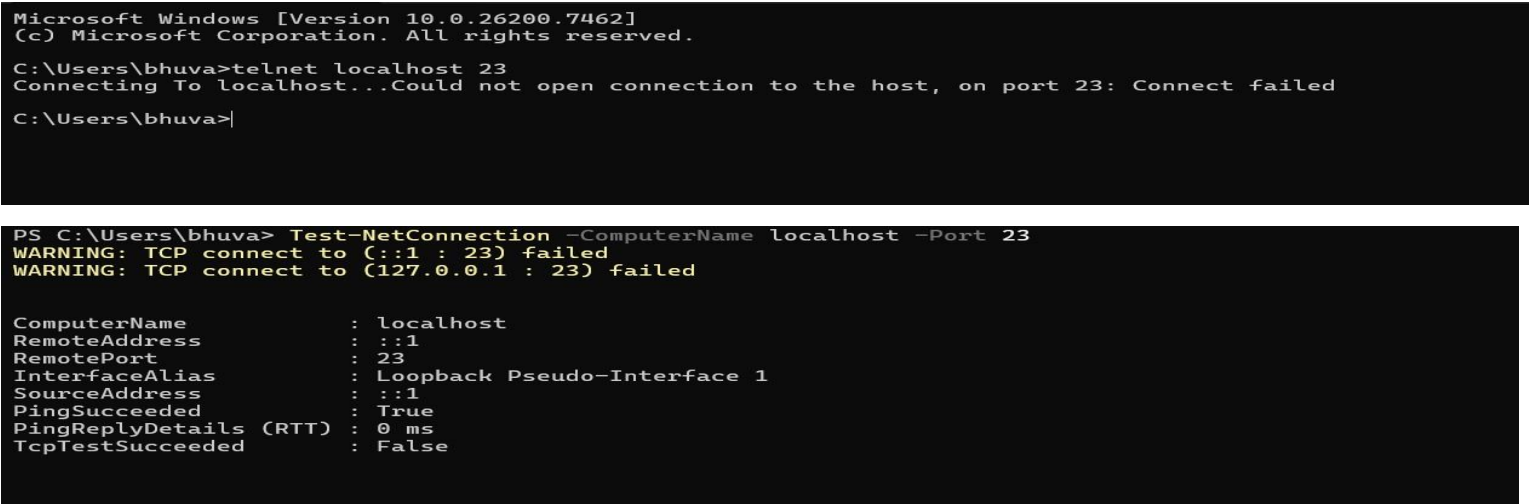 Microsoft Windows [Version 10.0.26200.7462]
(c) Microsoft Corporation. All rights reserved.
C:\Users\bhuva>telnet localhost 23
Connecting To localhost...Could not open connection to the host, on port 23: Connect failed
C:\Users\bhuva>
PS C:\Users\bhuva> Test-NetConnection -ComputerName localhost -Port 23
WARNING: TCP connect to (::1 : 23) failed
WARNING: TCP connect to (127.0.0.1 : 23) failed
ComputerName : localhost
RemoteAddress : ::1
RemotePort : 23
InterfaceAlias : Loopback Pseudo-Interface 1
SourceAddress : ::1
PingSucceeded : True
PingReplyDetails (RTT) : 0 ms
TcpTestSucceeded : False